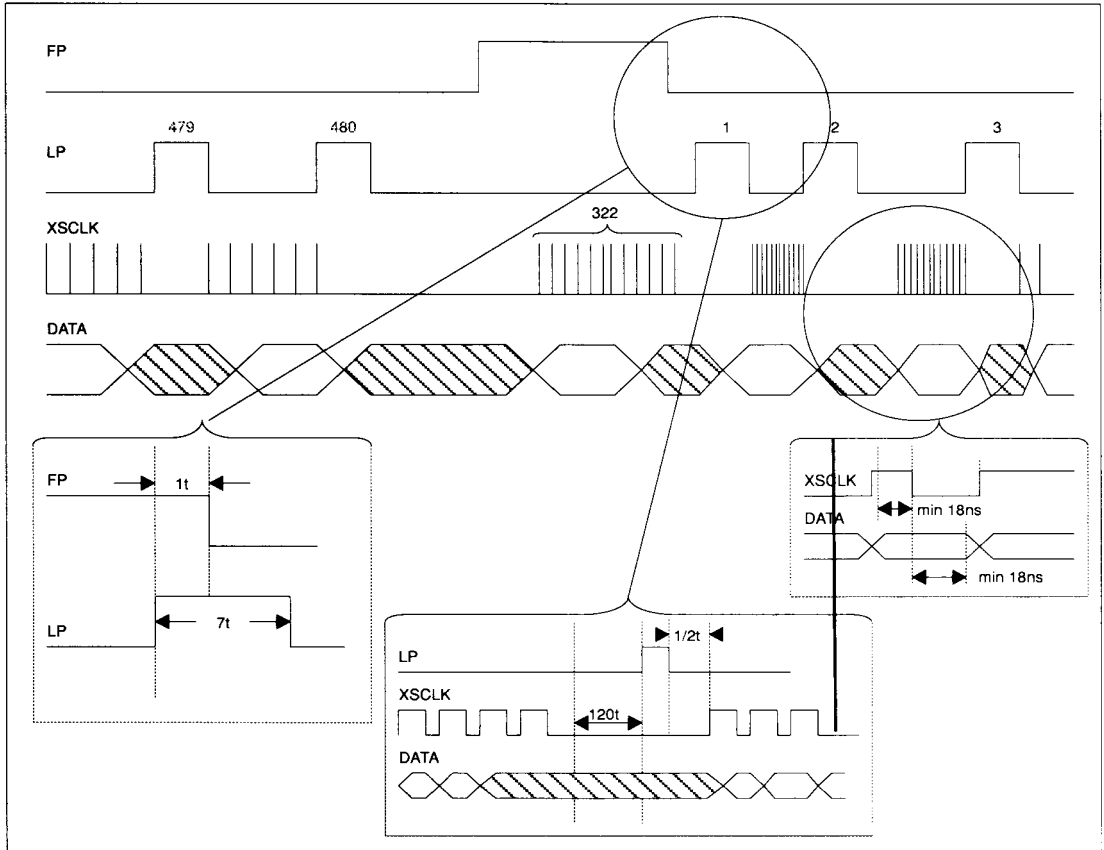 FP
479 480 1 2 3
LP
322
XSCLK
DATA
FP
1t
LP
7t
1/2t
LP
XSCLK
120t
DATA
XSCLK
min 18ns
DATA
min 18ns